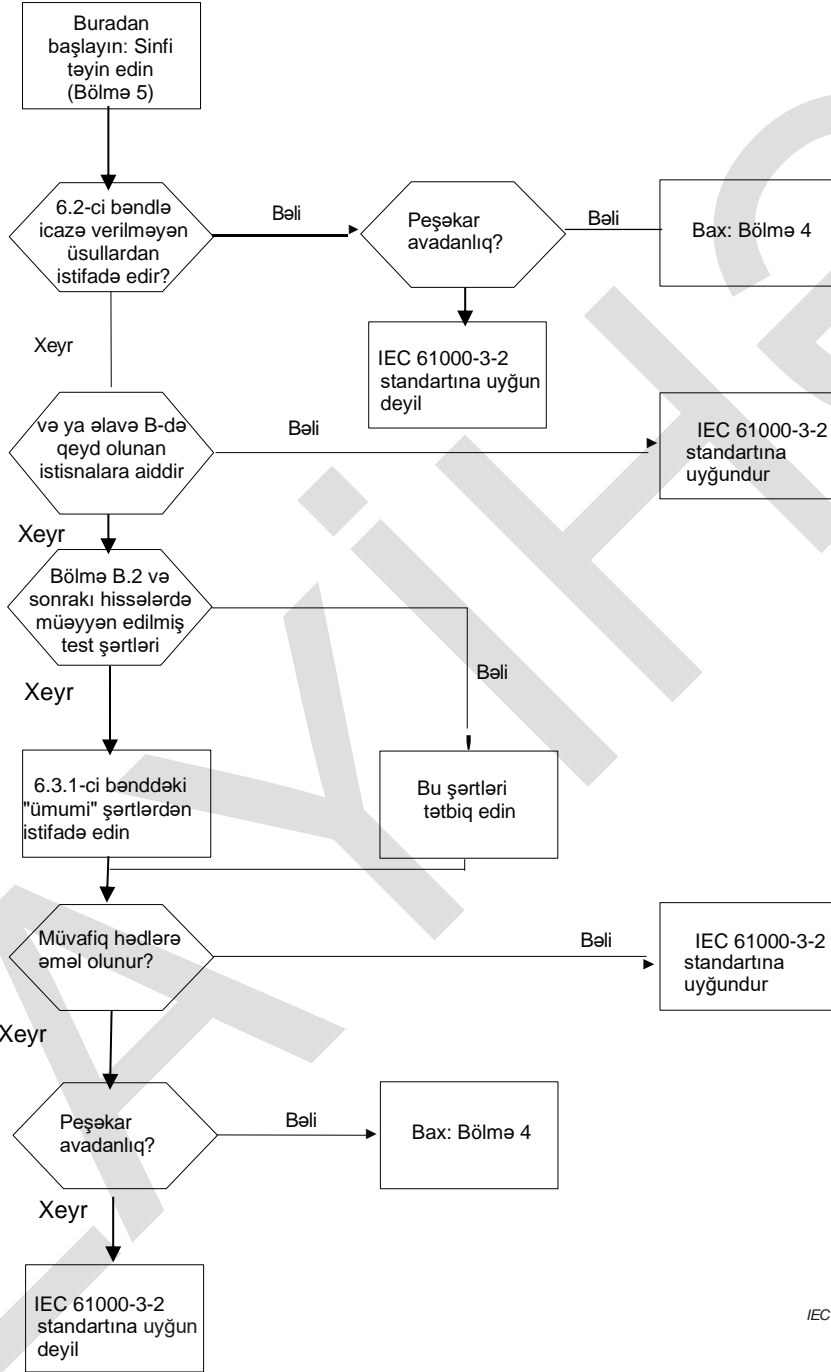 Buradan
başlayın: Sinfi
təyin edin
(Bölmə 5)
6.2-ci bəndlə
icazə verilməyən
üsullardan
istifadə edir?
Bəli
Peşəkar
avadanlıq?
Bəli
Bax: Bölmə 4
Xeyr
IEC 61000-3-2
standartına uyğun
deyil
və ya əlavə B-də
qeyd olunan
istisnalara aiddir
Bəli
IEC 61000-3-2
standartına
uyğundur
Xeyr
Bölmə B.2 və
sonrakı hissələrdə
müəyyən edilmiş
test şərtləri
Bəli
Xeyr
6.3.1-ci bənddəki
"ümumi" şərtlərdən
istifadə edin
Bu şərtləri
tətbiq edin
Müvafiq hədlərə
əməl olunur?
Bəli
IEC 61000-3-2
standartına
uyğundur
Xeyr
Peşəkar
avadanlıq?
Bəli
Bax: Bölmə 4
Xeyr
IEC 61000-3-2
standartına uyğun
deyil
IEC